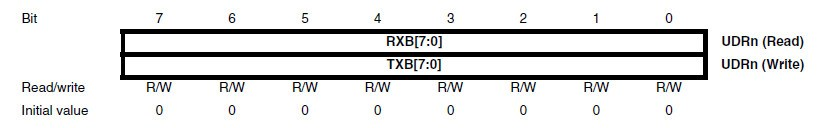 Bit 7 6 5 4 3 2 1 0
RXB[7:0] UDRn (Read)
TXB[7:0] UDRn (Write)
Read/write R/W R/W R/W R/W R/W R/W R/W R/W
Initial value 0 0 0 0 0 0 0 0